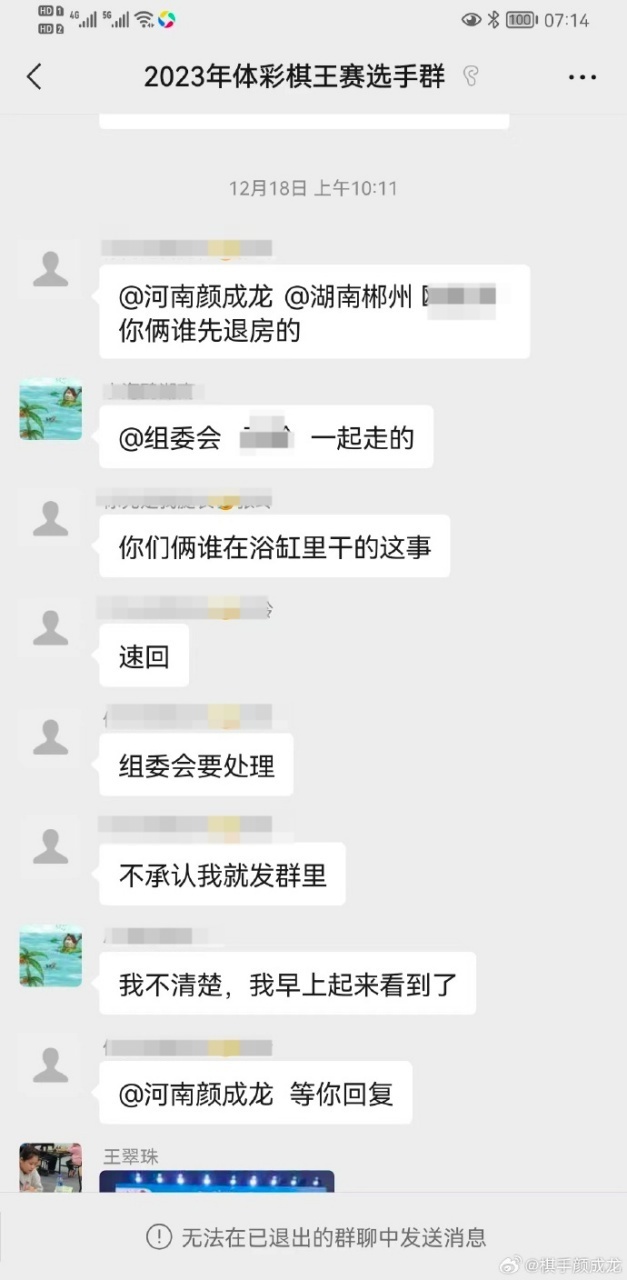 HD 1
HD 2
4G
5G
100
07:14
2023年体彩棋王赛选手群
12月18日 上午10:11
@河南颜成龙 @湖南郴州
你俩谁先退房的
@组委会 一起走的
你们俩谁在浴缸里干的这事
速回
组委会要处理
不承认我就发群里
我不清楚，我早上起来看到了
@河南颜成龙 等你回复
王翠珠
无法在已退出的群聊中发送消息
@棋手颜成龙